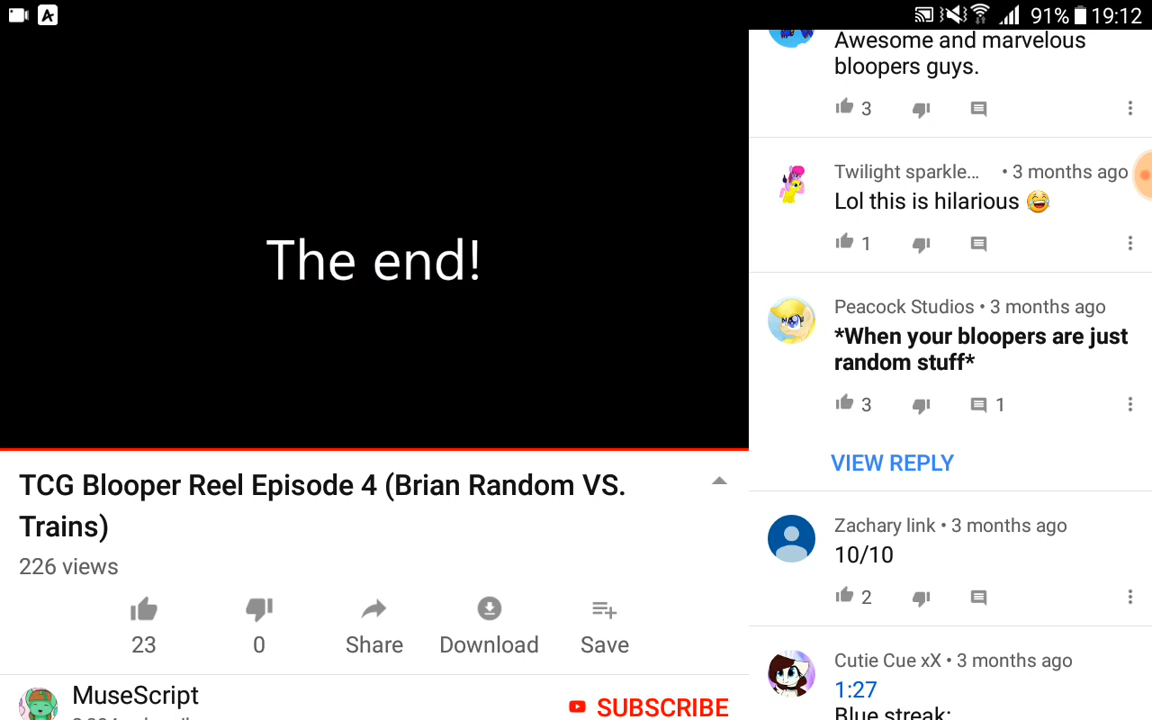 91% 19:12
The end!
TCG Blooper Reel Episode 4 (Brian Random VS.
Trains)
226 views
23
0
Share
Download
Save
MuseScript
SUBSCRIBE
Awesome and marvelous
bloopers guys.
3
Twilight sparkle... • 3 months ago
Lol this is hilarious 😂
1
Peacock Studios • 3 months ago
*When your bloopers are just
random stuff*
3 1
VIEW REPLY
Zachary link • 3 months ago
10/10
2
Cutie Cue xX • 3 months ago
1:27
Blue streak: